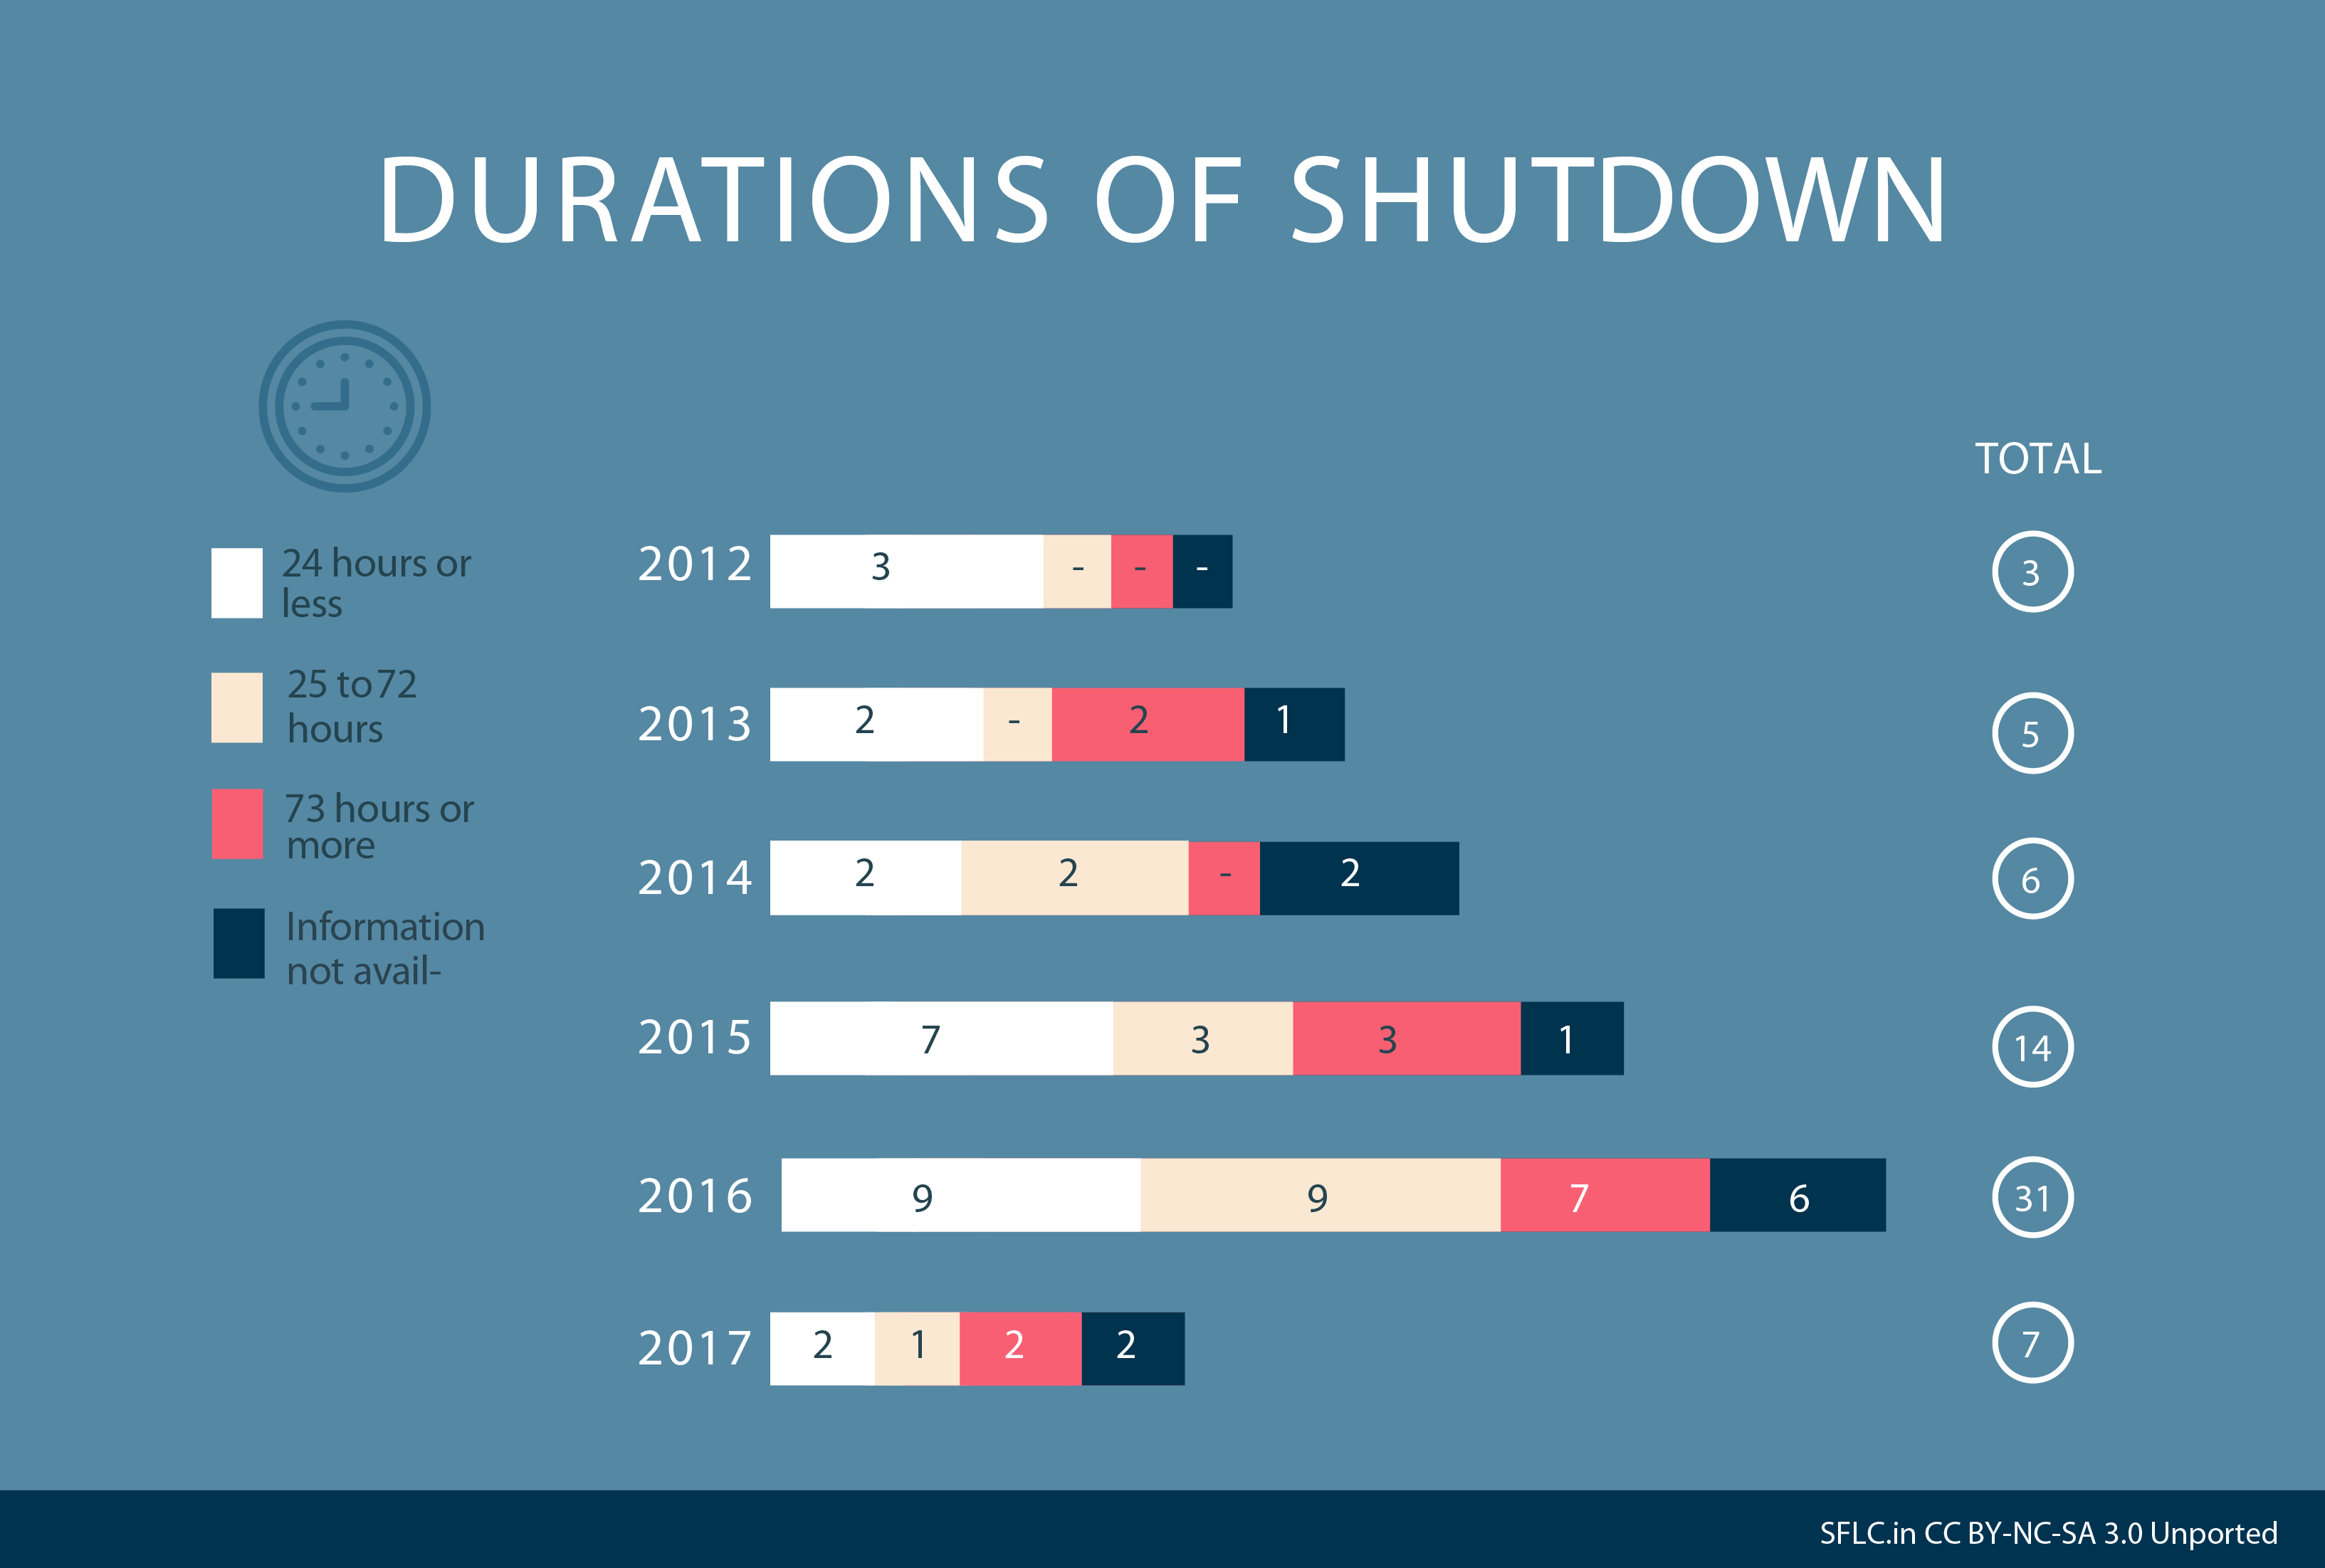 DURATIONS OF SHUTDOWN
TOTAL
24 hours or
less
25 to72
hours
73 hours or
more
Information
not avail-
2012 3 - - - 3
2013 2 - 2 1 5
2014 2 2 - 2 6
2015 7 3 3 1 14
2016 9 9 7 6 31
2017 2 1 2 2 7
SFLC.in CC BY-NC-SA 3.0 Unported